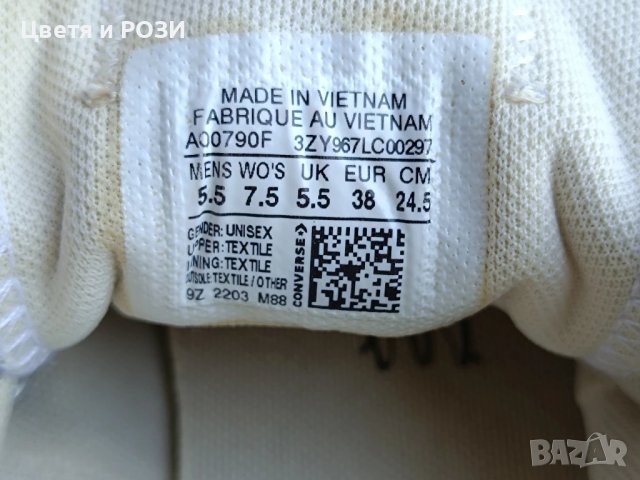 Цветя и РОЗИ
MADE IN VIETNAM
FABRIQUE AU VIETNAM
A00790F 3ZY967LC00297
MENS WO'S UK EUR CM
5.5 7.5 5.5 38 24.5
GENDER: UNISEX
UPPER: TEXTILE
LINING: TEXTILE
OUTSOLE: TEXTILE / OTHER
9Z 2203 M88
CONVERSE
BAZAR